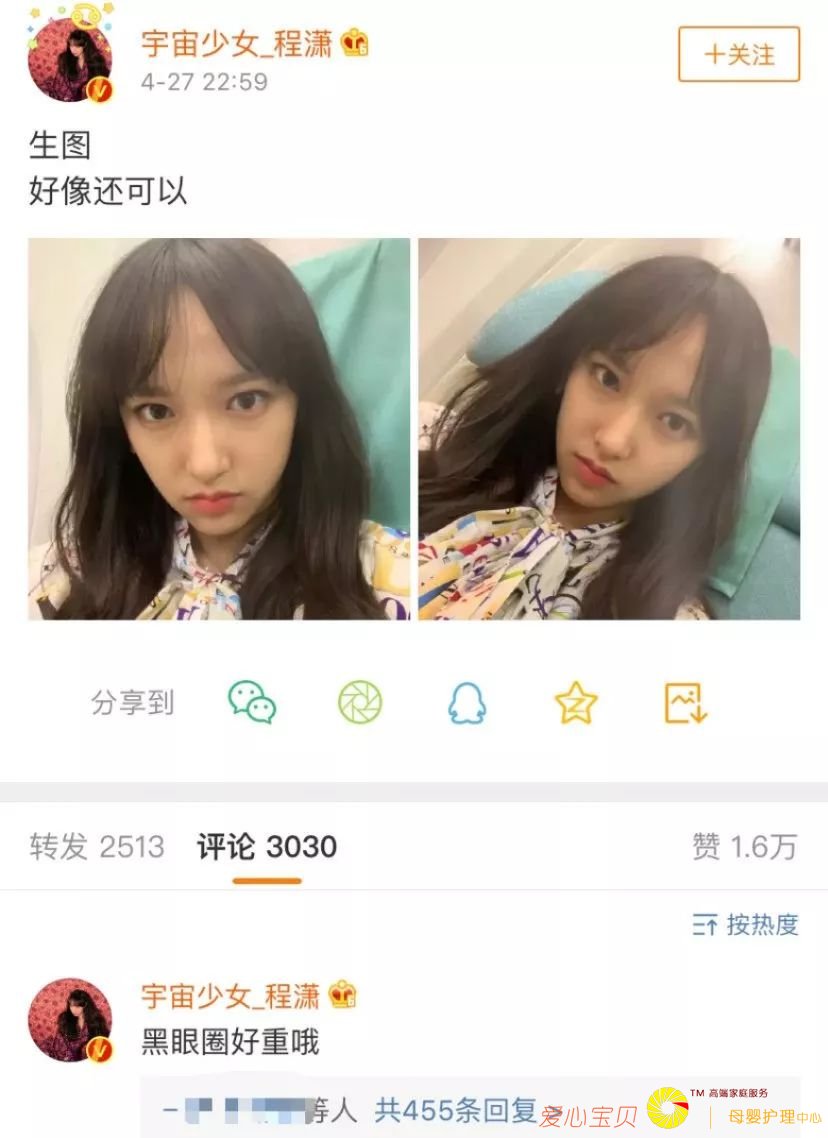 宇宙少女_程潇
4-27 22:59
+关注
生图
好像还可以
分享到
转发 2513
评论 3030
赞 1.6万
按热度
宇宙少女_程潇
黑眼圈好重哦
等人 共455条回复 >
爱心宝贝
TM 高端家庭服务
母婴护理中心